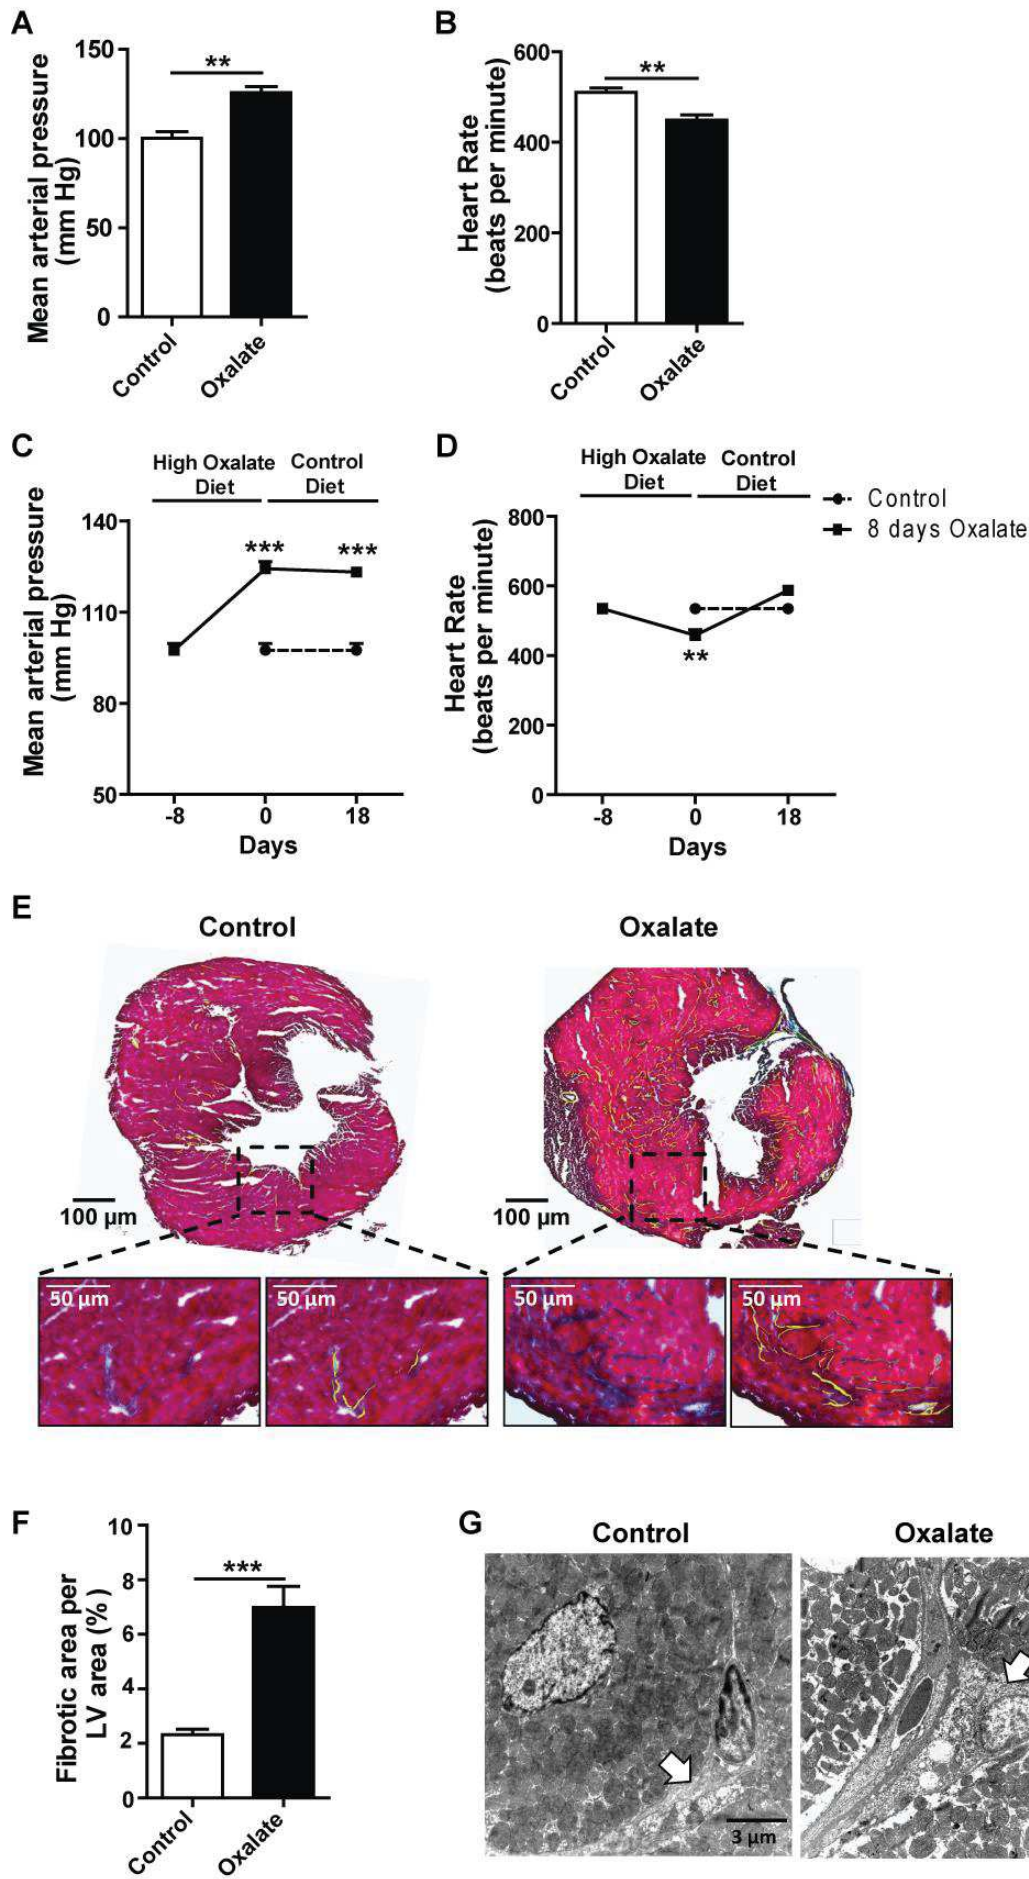 A
Mean arterial pressure
(mm Hg)
150
100
50
0
**
Control
Oxalate
B
Heart Rate
(beats per minute)
600
400
200
0
**
Control
Oxalate
C
High Oxalate
Diet
Control
Diet
Mean arterial pressure
(mm Hg)
140
110
80
50
***
***
-8
0
18
Days
D
High Oxalate
Diet
Control
Diet
Control
8 days Oxalate
Heart Rate
(beats per minute)
800
600
400
200
0
**
-8
0
18
Days
E
Control
Oxalate
100 µm
100 µm
50 µm
50 µm
50 µm
50 µm
F
Fibrotic area per
LV area (% )
10
8
6
4
2
0
***
Control
Oxalate
G
Control
Oxalate
3 µm